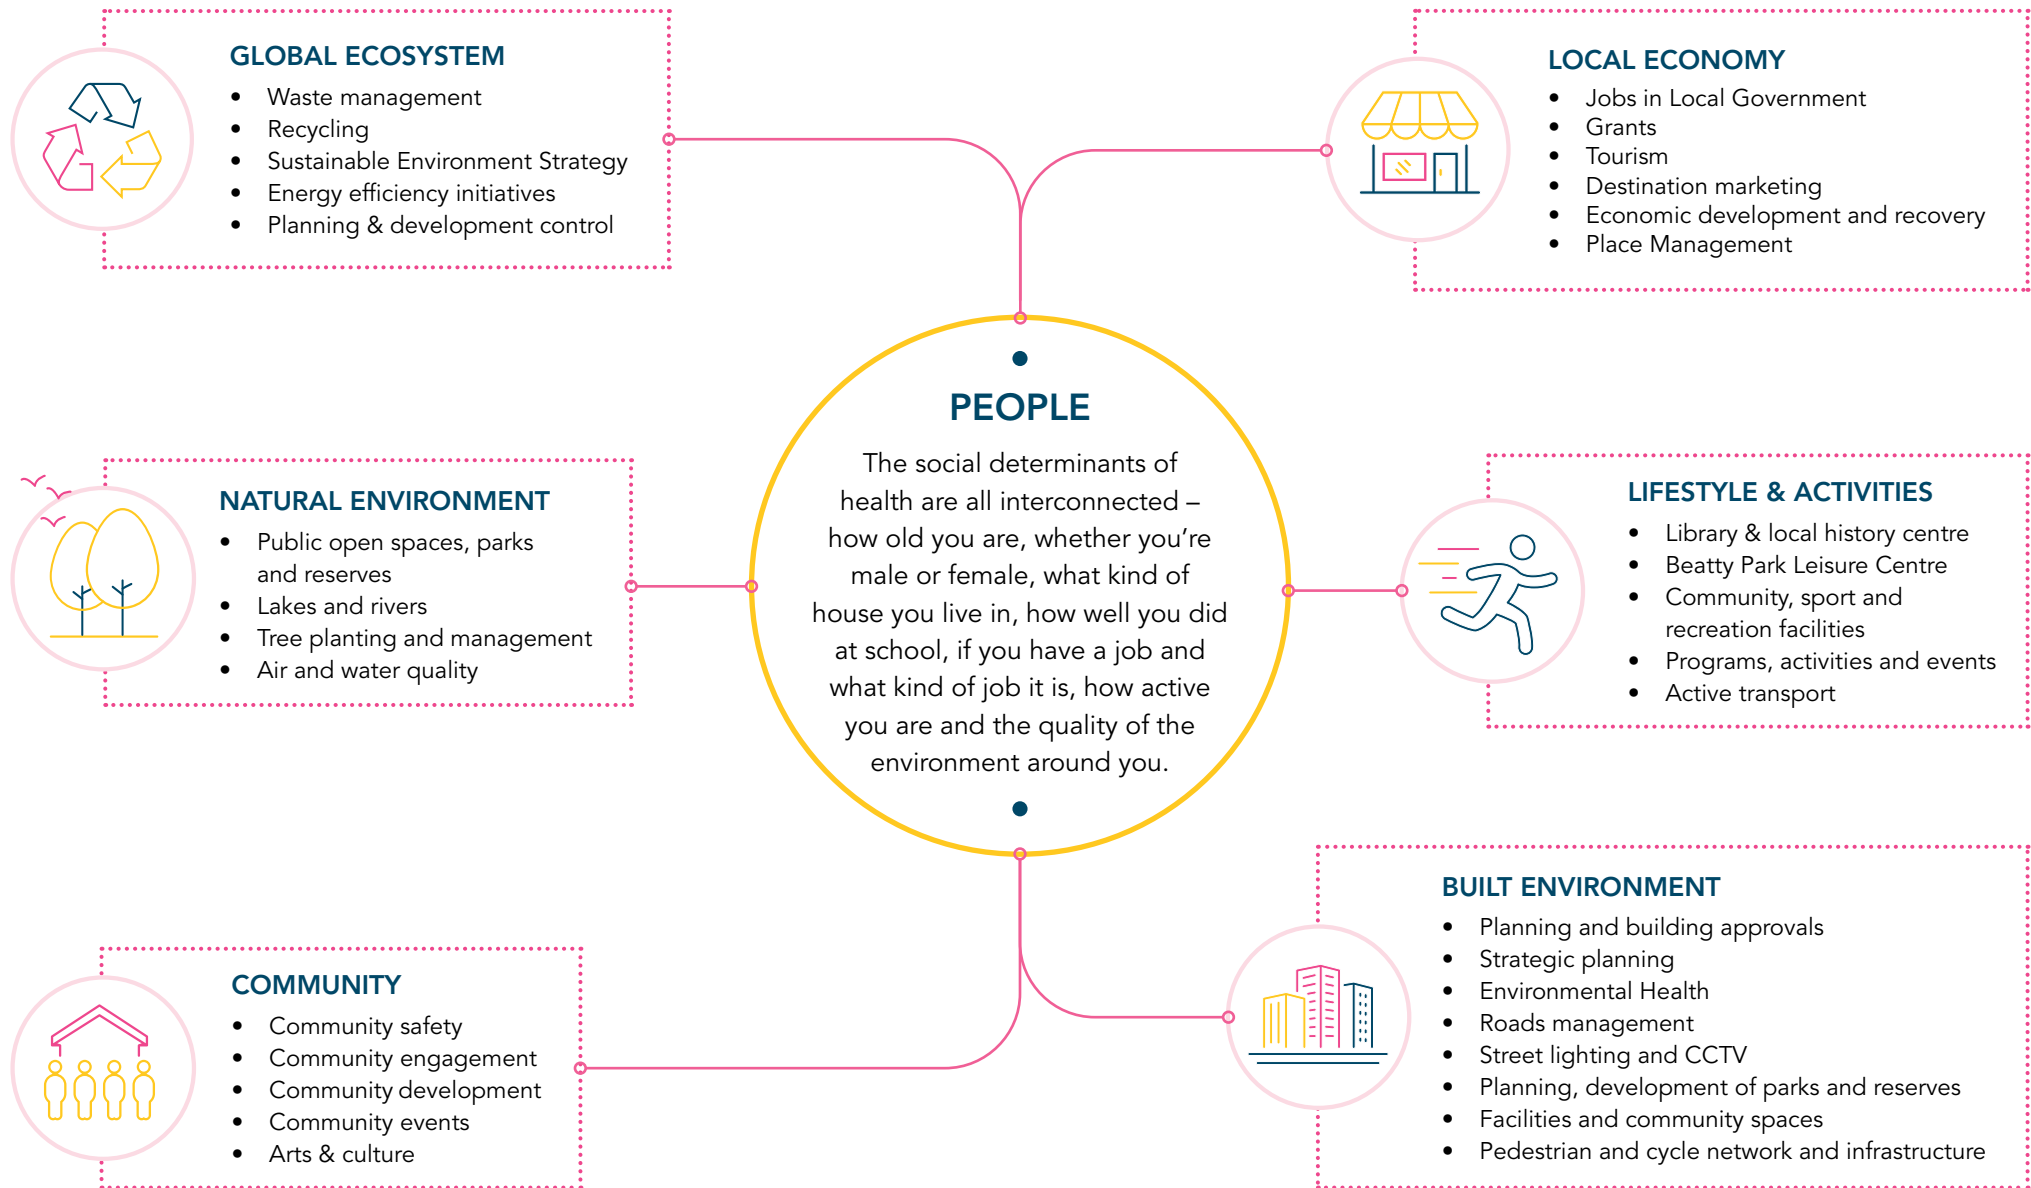 GLOBAL ECOSYSTEM
• Waste management
• Recycling
• Sustainable Environment Strategy
• Energy efficiency initiatives
• Planning & development control
LOCAL ECONOMY
• Jobs in Local Government
• Grants
• Tourism
• Destination marketing
• Economic development and recovery
• Place Management
NATURAL ENVIRONMENT
• Public open spaces, parks
and reserves
• Lakes and rivers
• Tree planting and management
• Air and water quality
PEOPLE
The social determinants of
health are all interconnected –
how old you are, whether you’re
male or female, what kind of
house you live in, how well you did
at school, if you have a job and
what kind of job it is, how active
you are and the quality of the
environment around you.
LIFESTYLE & ACTIVITIES
• Library & local history centre
• Beatty Park Leisure Centre
• Community, sport and
recreation facilities
• Programs, activities and events
• Active transport
COMMUNITY
• Community safety
• Community engagement
• Community development
• Community events
• Arts & culture
BUILT ENVIRONMENT
• Planning and building approvals
• Strategic planning
• Environmental Health
• Roads management
• Street lighting and CCTV
• Planning, development of parks and reserves
• Facilities and community spaces
• Pedestrian and cycle network and infrastructure